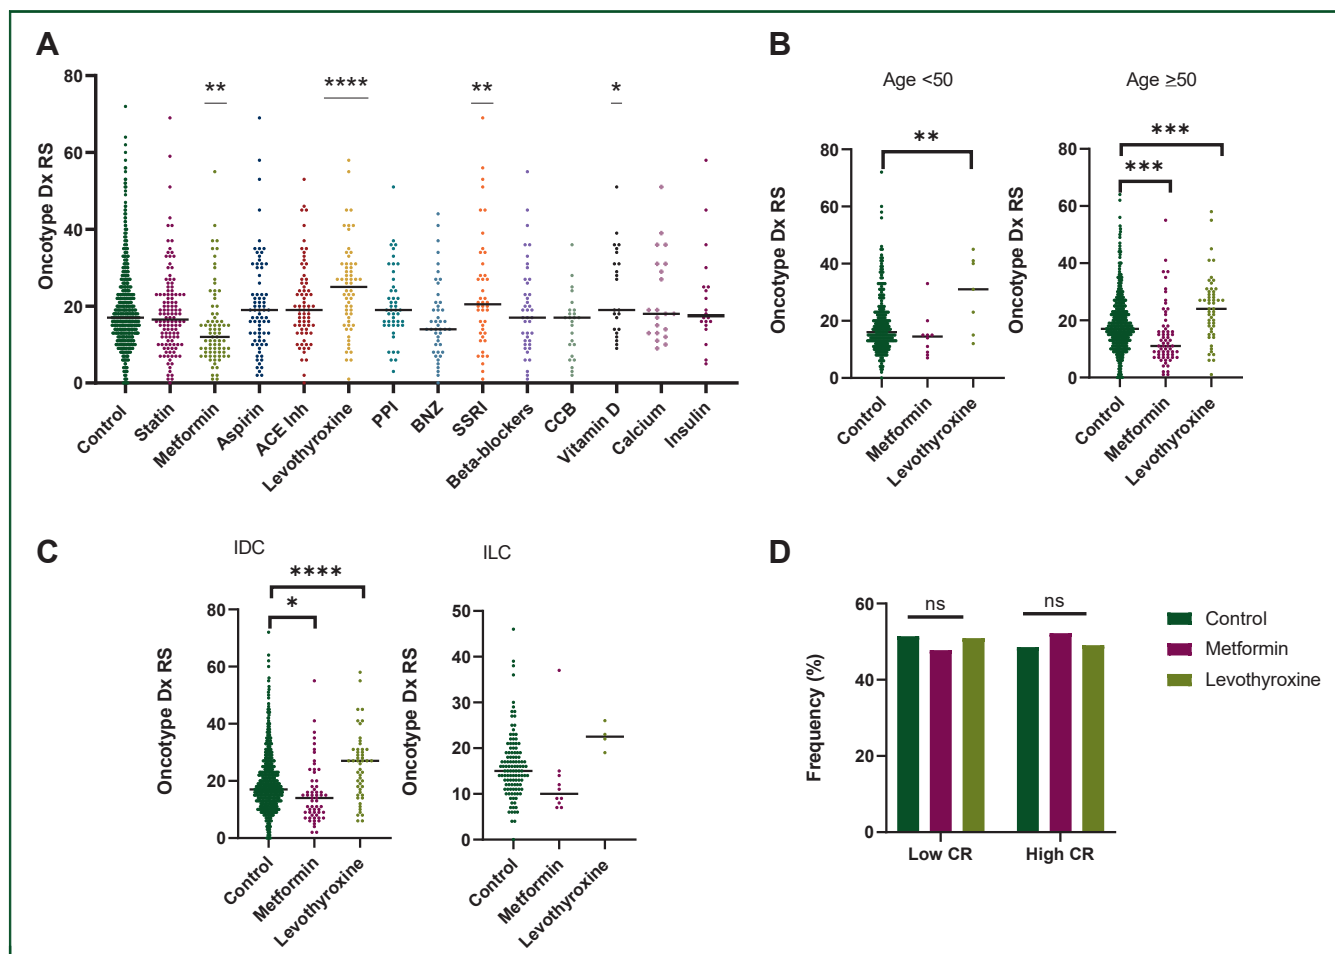 A
Oncotype Dx RS
80
60
40
20
0
**
****
**
*
Control
Statin
Metformin
Aspirin
ACE Inh
Levothyroxine
PPI
BNZ
SSRI
Beta-blockers
CCB
Vitamin D
Calcium
Insulin
B
Age <50
Oncotype Dx RS
80
60
40
20
0
**
Control
Metformin
Levothyroxine
Age ≥50
Oncotype Dx RS
80
60
40
20
0
***
***
Control
Metformin
Levothyroxine
C
IDC
Oncotype Dx RS
80
60
40
20
0
****
*
Control
Metformin
Levothyroxine
ILC
Oncotype Dx RS
50
40
30
20
10
0
Control
Metformin
Levothyroxine
D
Frequency (%)
60
40
20
0
ns
ns
Low CR
High CR
Control
Metformin
Levothyroxine